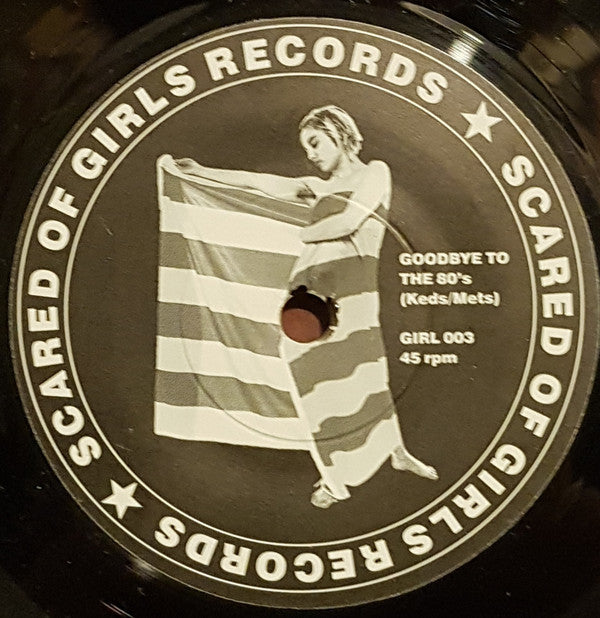 SCARED OF GIRLS RECORDS ★ SCARED OF GIRLS RECORDS ★
GOODBYE TO
THE 80's
(Keds/Mets)
GIRL 003
45 rpm